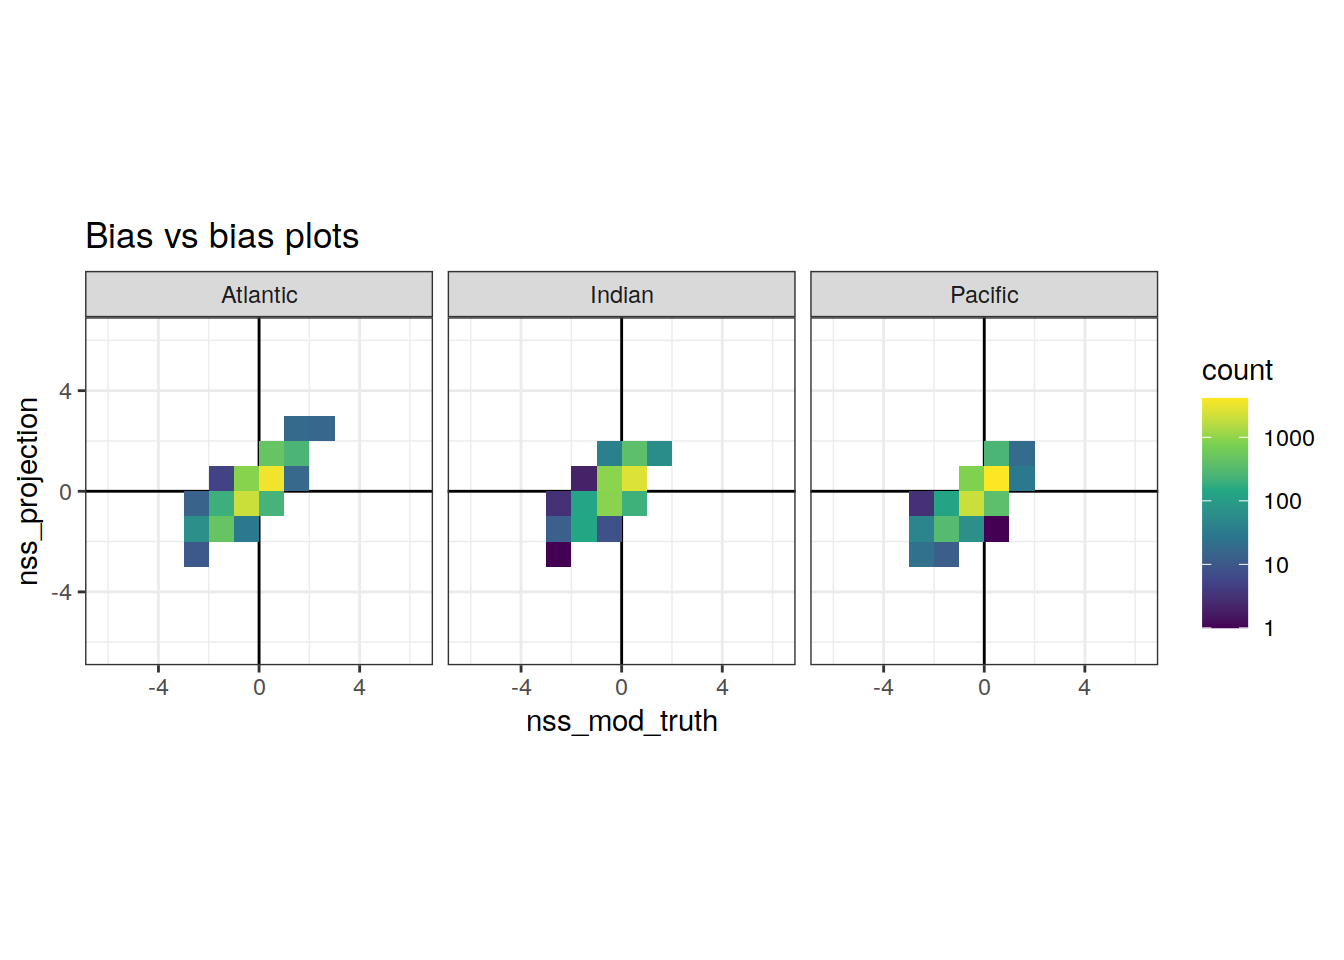 Bias vs bias plots
Atlantic
Indian
Pacific
nss_projection
4
0
-4
-4 0 4
-4 0 4
-4 0 4
nss_mod_truth
count
1000
100
10
1